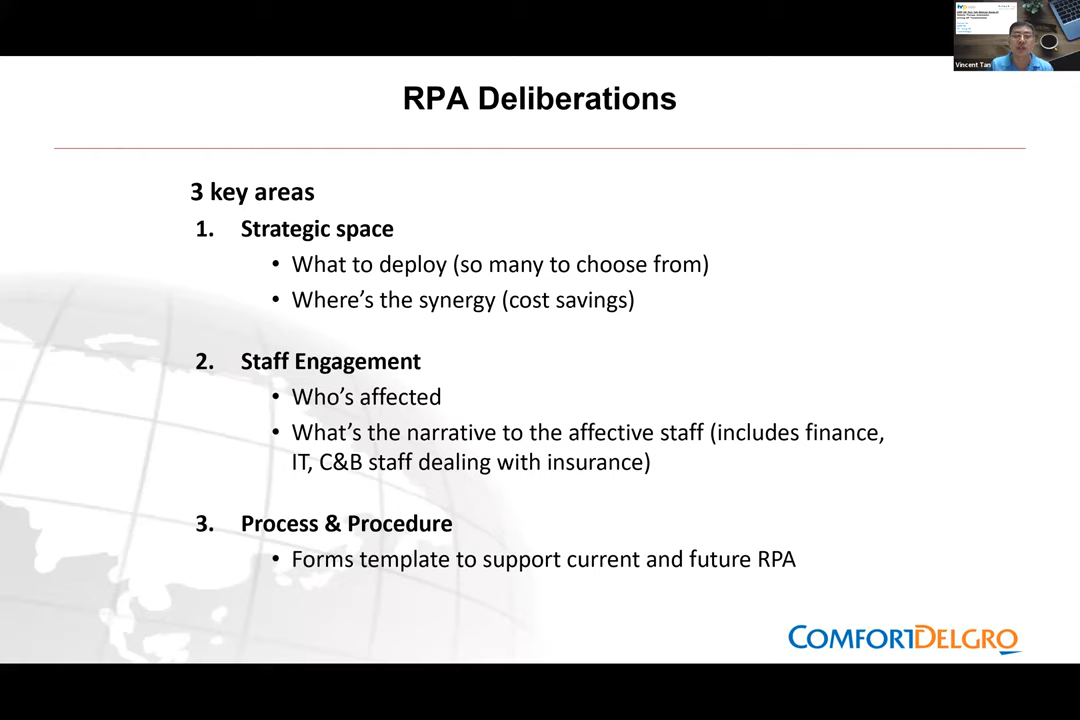 Vincent Tan
RPA Deliberations
3 key areas
1. Strategic space
• What to deploy (so many to choose from)
• Where’s the synergy (cost savings)
2. Staff Engagement
• Who’s affected
• What’s the narrative to the affective staff (includes finance,
IT, C&B staff dealing with insurance)
3. Process & Procedure
• Forms template to support current and future RPA
COMFORTDELGRO